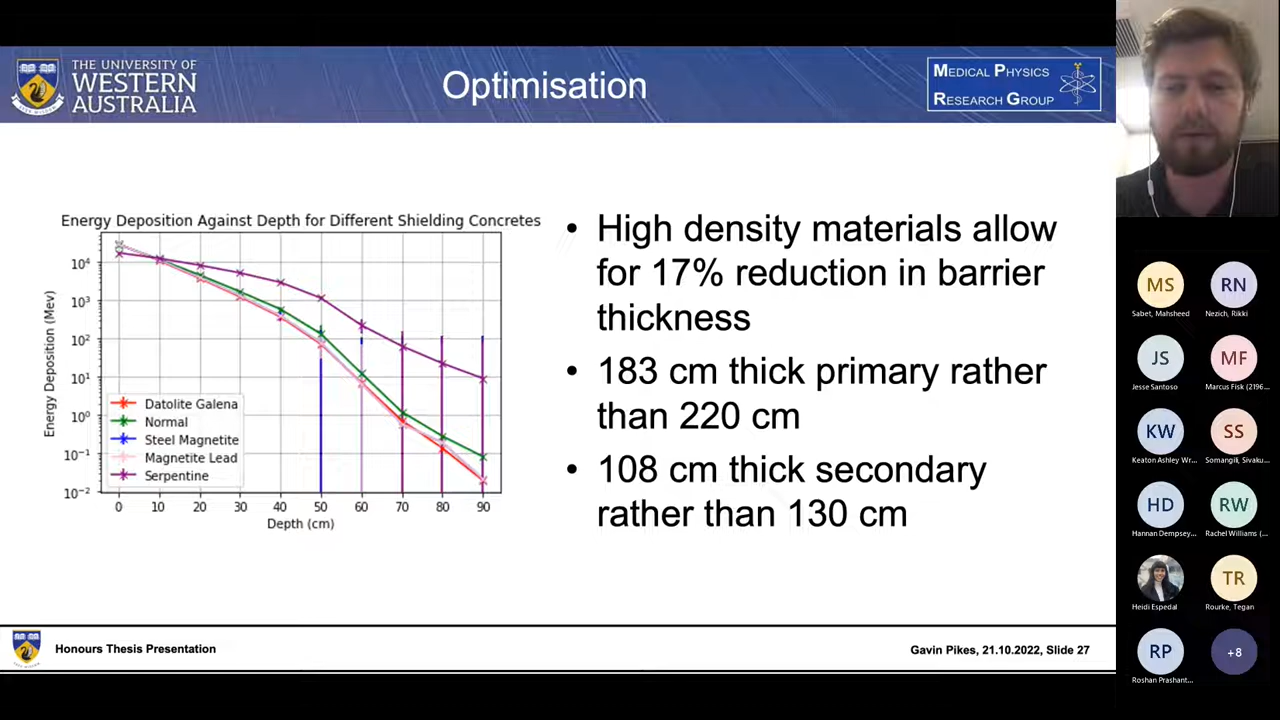 THE UNIVERSITY OF
WESTERN
AUSTRALIA
Optimisation
MEDICAL PHYSICS
RESEARCH GROUP
Energy Deposition Against Depth for Different Shielding Concretes
Energy Deposition (Mev)
10⁴
10³
10²
10¹
10⁰
10⁻¹
10⁻²
Datolite Galena
Normal
Steel Magnetite
Magnetite Lead
Serpentine
0 10 20 30 40 50 60 70 80 90
Depth (cm)
• High density materials allow
for 17% reduction in barrier
thickness
• 183 cm thick primary rather
than 220 cm
• 108 cm thick secondary
rather than 130 cm
Honours Thesis Presentation
Gavin Pikes, 21.10.2022, Slide 27
MS RN
Sabet, Mahsheed Nezich, Rikki
JS MF
Jesse Santoso Marcus Fisk (2196...
KW SS
Keaton Ashley Wr... Somangili, Sivaku...
HD RW
Hannan Dempsey... Rachel Williams (...
TR
Heidi Espedal Rourke, Tegan
RP +8
Roshan Prashant...